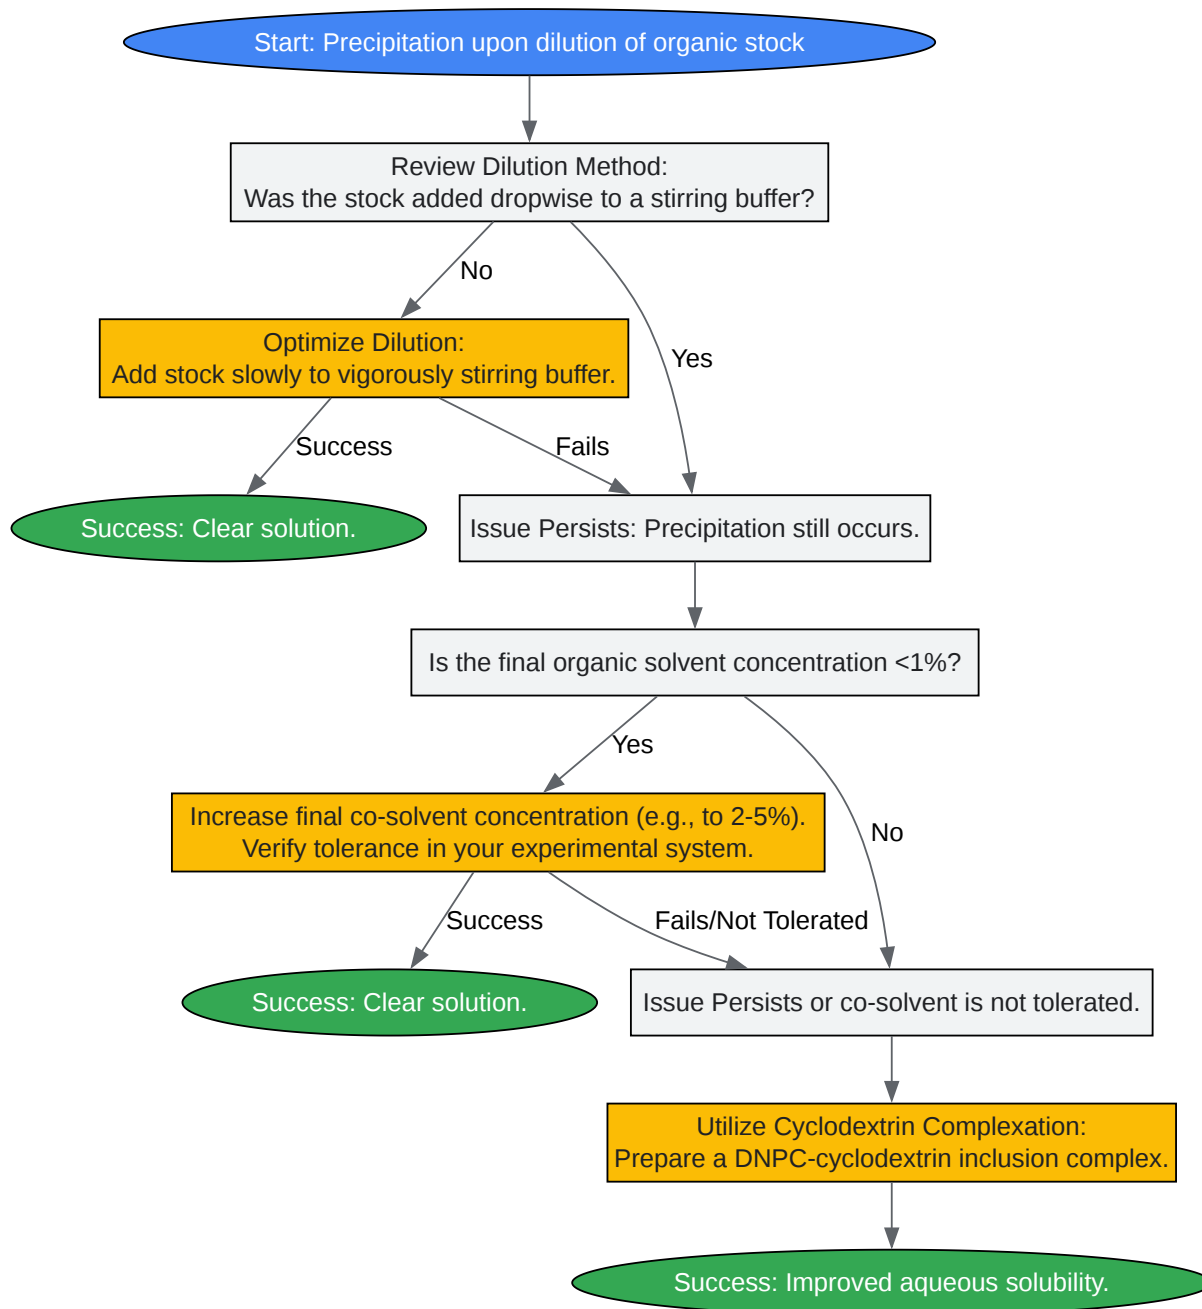 Start: Precipitation upon dilution of organic stock
Review Dilution Method:
Was the stock added dropwise to a stirring buffer?
No
Optimize Dilution:
Add stock slowly to vigorously stirring buffer.
Yes
Success
Fails
Success: Clear solution.
Issue Persists: Precipitation still occurs.
Is the final organic solvent concentration <1%?
Yes
Increase final co-solvent concentration (e.g., to 2-5%).
Verify tolerance in your experimental system.
No
Success
Fails/Not Tolerated
Success: Clear solution.
Issue Persists or co-solvent is not tolerated.
Utilize Cyclodextrin Complexation:
Prepare a DNPC-cyclodextrin inclusion complex.
Success: Improved aqueous solubility.